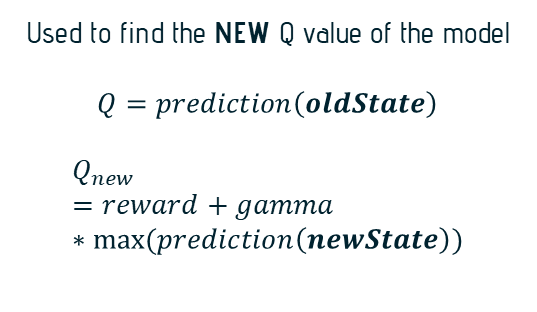 Used to find the NEW Q value of the model
Q = prediction(oldState)
Qnew
= reward + gamma
* max(prediction(newState))